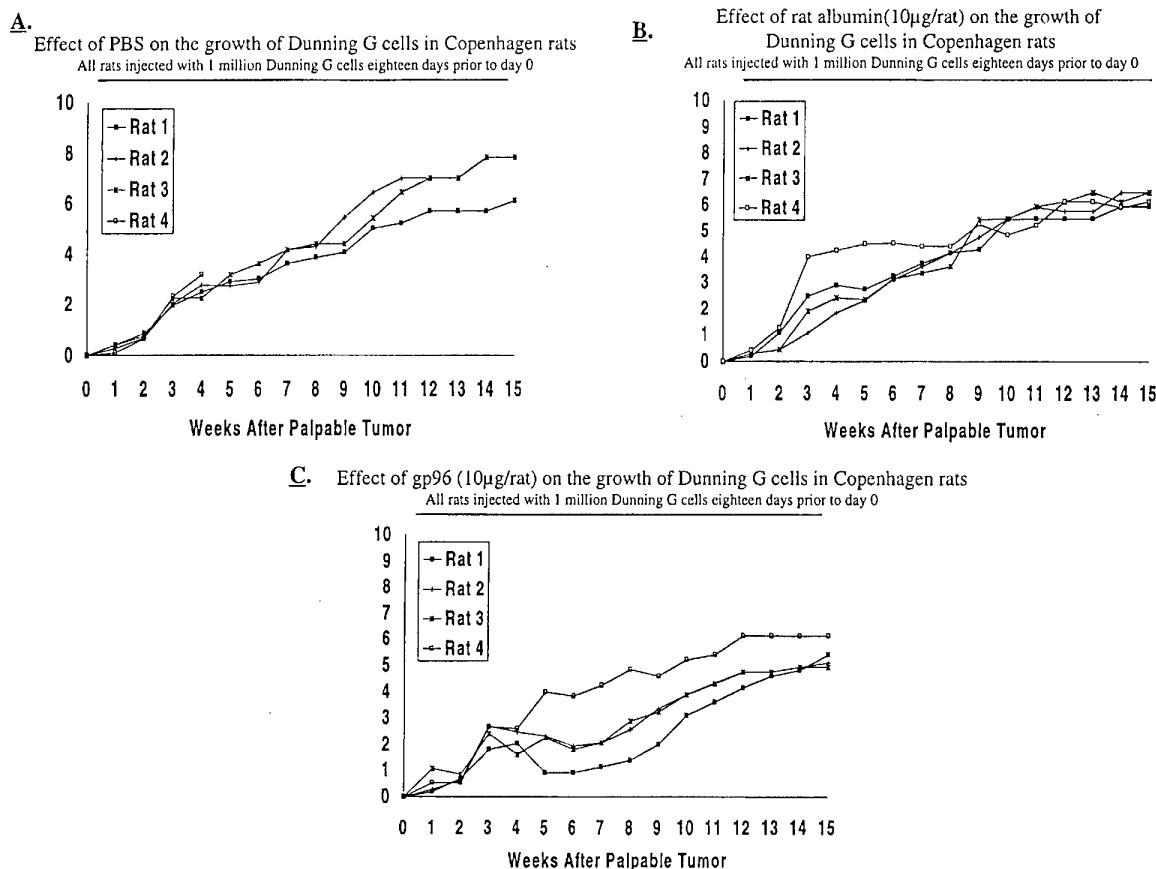 A.
Effect of PBS on the growth of Dunning G cells in Copenhagen rats
All rats injected with 1 million Dunning G cells eighteen days prior to day 0
10
8
6
4
2
0
Rat 1
Rat 2
Rat 3
Rat 4
0 1 2 3 4 5 6 7 8 9 10 11 12 13 14 15
Weeks After Palpable Tumor
B.
Effect of rat albumin(10µg/rat) on the growth of
Dunning G cells in Copenhagen rats
All rats injected with 1 million Dunning G cells eighteen days prior to day 0
10
9
8
7
6
5
4
3
2
1
0
Rat 1
Rat 2
Rat 3
Rat 4
0 1 2 3 4 5 6 7 8 9 10 11 12 13 14 15
Weeks After Palpable Tumor
C.
Effect of gp96 (10µg/rat) on the growth of Dunning G cells in Copenhagen rats
All rats injected with 1 million Dunning G cells eighteen days prior to day 0
10
9
8
7
6
5
4
3
2
1
0
Rat 1
Rat 2
Rat 3
Rat 4
0 1 2 3 4 5 6 7 8 9 10 11 12 13 14 15
Weeks After Palpable Tumor